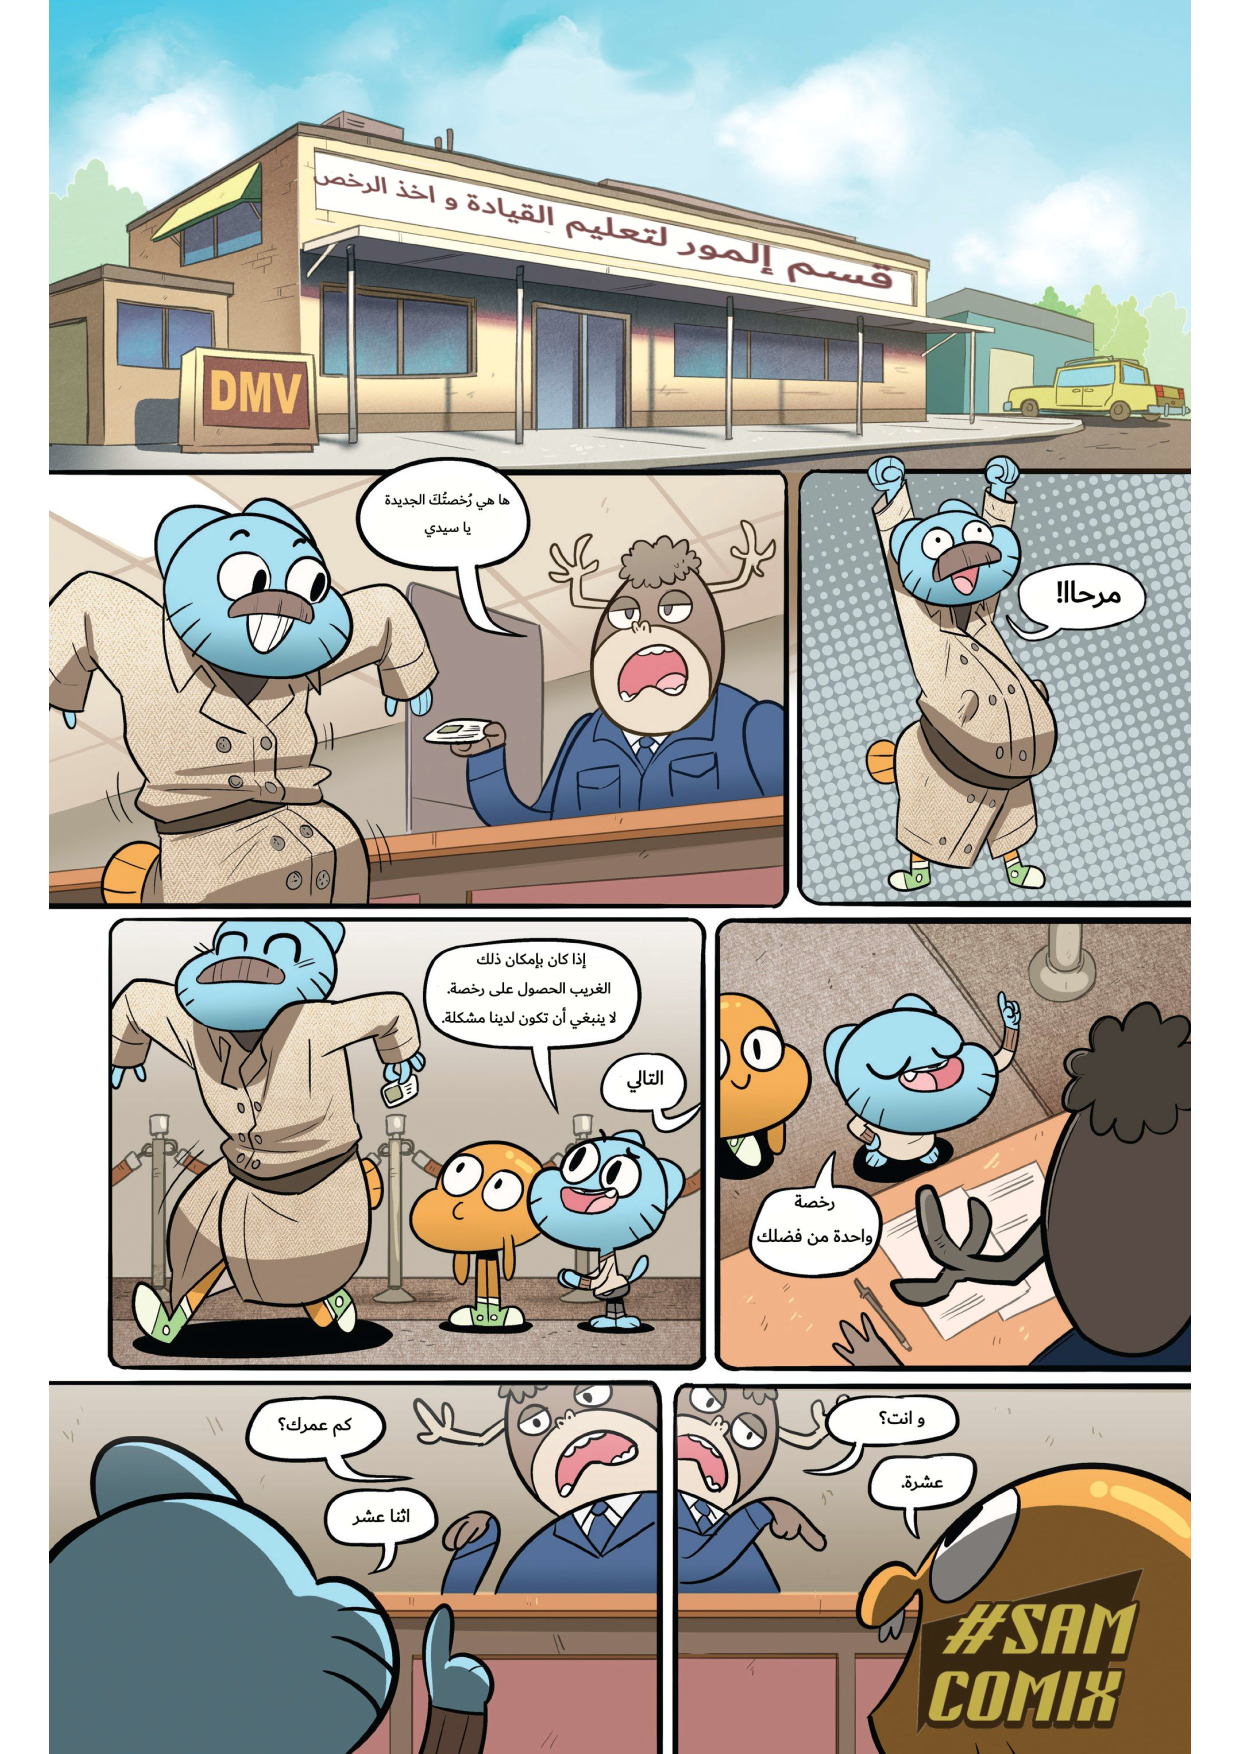 قسم إلمور لتعليم القيادة و اخذ الرخص
DMV
ها هي رُخصتُكَ الجديدة
يا سيدي
مرحاا!
إذا كان بإمكان ذلك
الغريب الحصول على رخصة.
لا ينبغي أن تكون لدينا مشكلة.
التالي
رخصة
واحدة من فضلك
كم عمرك؟
اثنا عشر
و انت؟
عشرة.
#SAM
COMIX